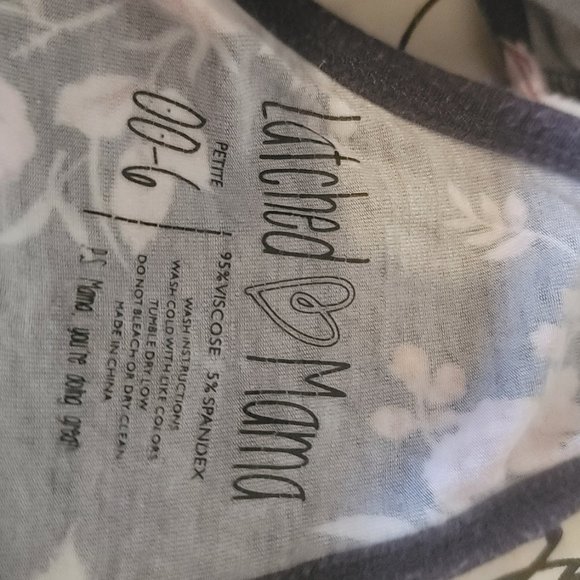 Latched Mama
PETITE
00-6
95% VISCOSE 5% SPANDEX
WASH INSTRUCTIONS
WASH COLD WITH LIKE COLORS
TUMBLE DRY LOW
DO NOT BLEACH OR DRY CLEAN
MADE IN CHINA
P.S. Mama, you're doing great